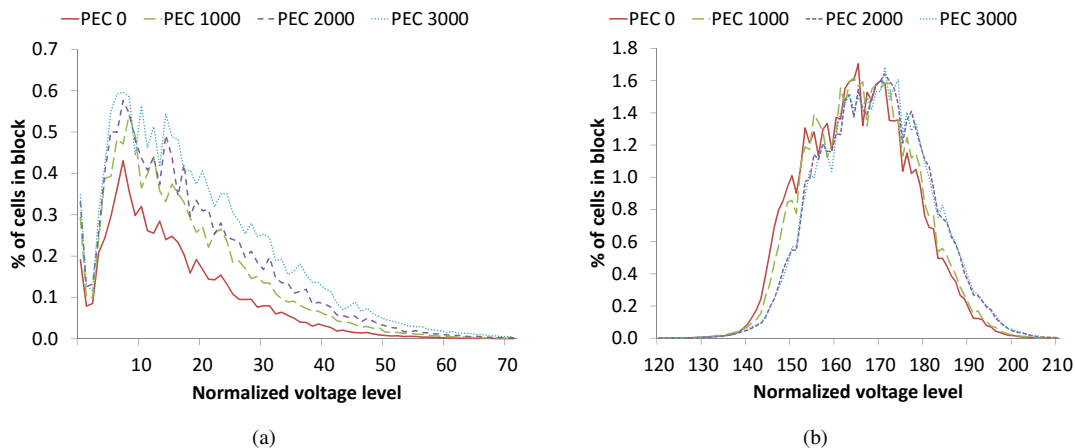 PEC 0 PEC 1000 PEC 2000 PEC 3000
0.7
0.6
0.5
0.4
0.3
0.2
0.1
0.0
% of cells in block
10 20 30 40 50 60 70
Normalized voltage level
(a)
PEC 0 PEC 1000 PEC 2000 PEC 3000
1.8
1.6
1.4
1.2
1.0
0.8
0.6
0.4
0.2
0.0
% of cells in block
120 130 140 150 160 170 180 190 200 210
Normalized voltage level
(b)